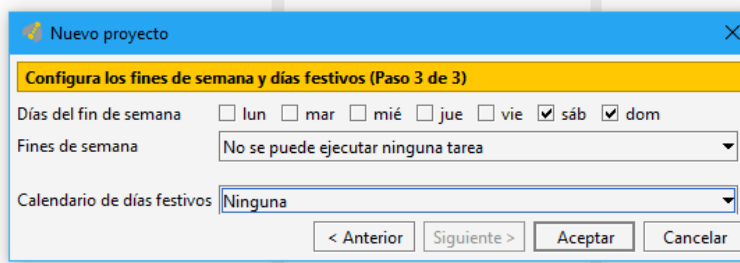 Nuevo proyecto
Configura los fines de semana y días festivos (Paso 3 de 3)
Días del fin de semana lun mar mié jue vie sáb dom
Fines de semana No se puede ejecutar ninguna tarea
Calendario de días festivos Ninguna
< Anterior Siguiente > Aceptar Cancelar